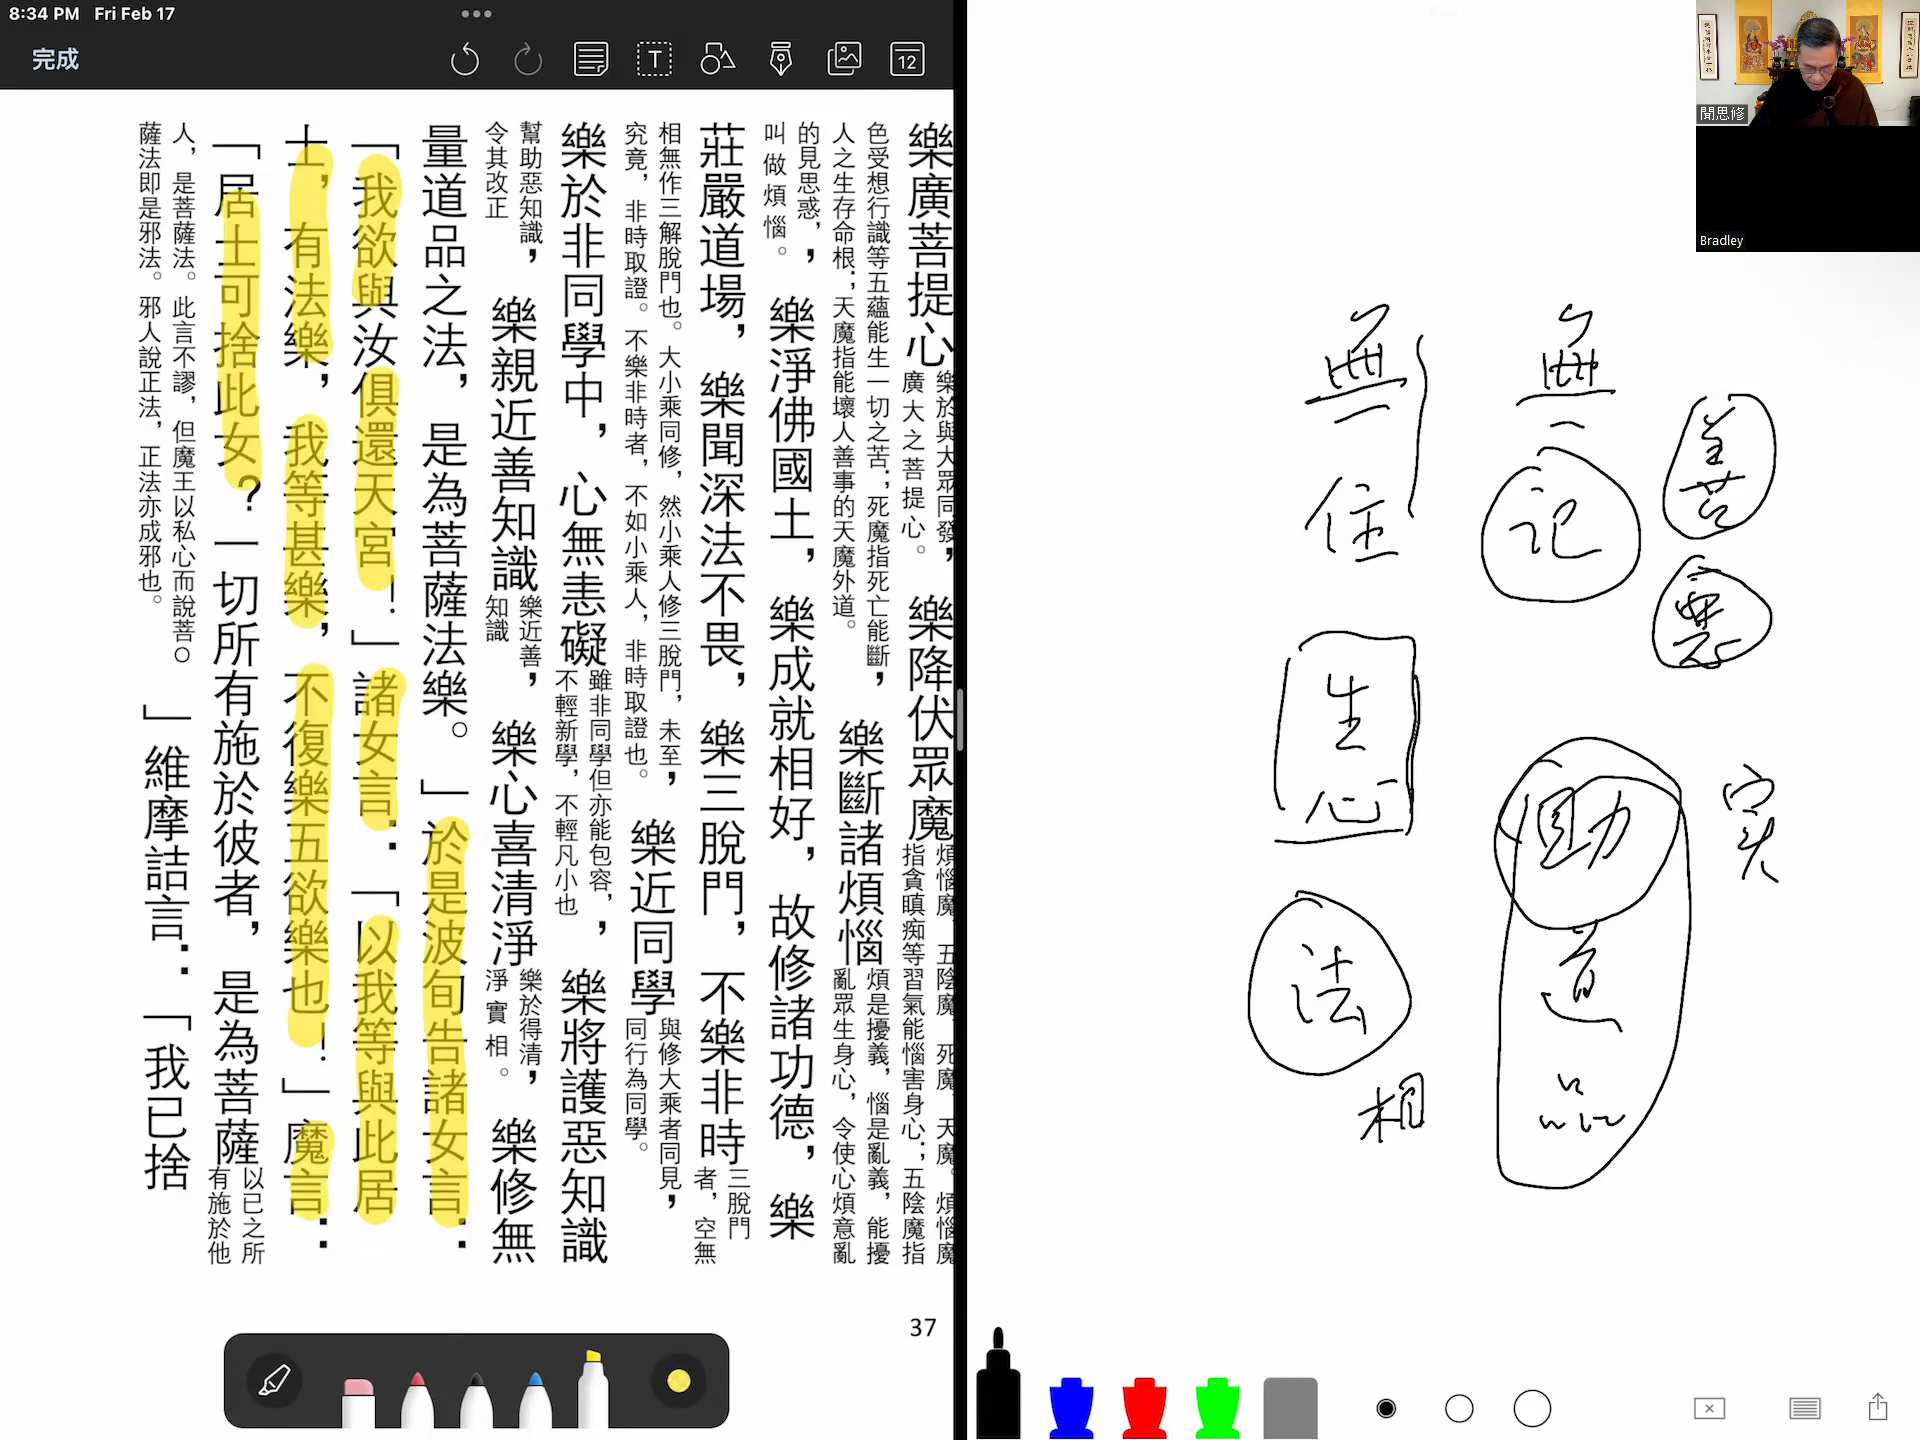 8:34 PM Fri Feb 17
完成
T
12
樂廣菩提心
樂於與大眾同發
廣大之菩提心。
,樂降伏眾魔
煩惱魔、五陰魔、死魔、天魔。煩惱魔
指貪瞋痴等習氣能惱害身心;五陰魔指
色受想行識等五蘊能生一切之苦;死魔指死亡能斷
人之生存命根;天魔指能壞人善事的天魔外道。
,樂斷諸煩惱
煩是擾義,惱是亂義,能擾
亂眾生身心,令使心煩意亂
的見思惑,
叫做煩惱。
,樂淨佛國土,樂成就相好,故修諸功德,樂
莊嚴道場,樂聞深法不畏,樂三脫門,不樂非時
三脫門
者,空無
相無作三解脫門也。大小乘同修,然小乘人修三脫門,未至
究竟,非時取證。不樂非時者,不如小乘人,非時取證也。
,樂近同學
與修大乘者同見,
同行為同學。
,
樂於非同學中,心無恚礙
雖非同學但亦能包容,
不輕新學,不輕凡小也
,樂將護惡知識
幫助惡知識,
令其改正
,樂親近善知識
樂近善
知識
,樂心喜清淨
樂於得清
淨實相。
,樂修無
量道品之法,是為菩薩法樂。」於是波旬告諸女言:
「我欲與汝俱還天宮!」諸女言:「以我等與此居
士,有法樂,我等甚樂,不復樂五欲樂也!」魔言:
「居士可捨此女?一切所有施於彼者,是為菩薩
以已之所
有施於他
人,是菩薩法。此言不謬,但魔王以私心而說菩
薩法即是邪法。邪人說正法,正法亦成邪也。
。」維摩詰言:「我已捨
37
聞思修
Bradley
善
惡
無
记
助
道
品
無
住
生
心
法
相